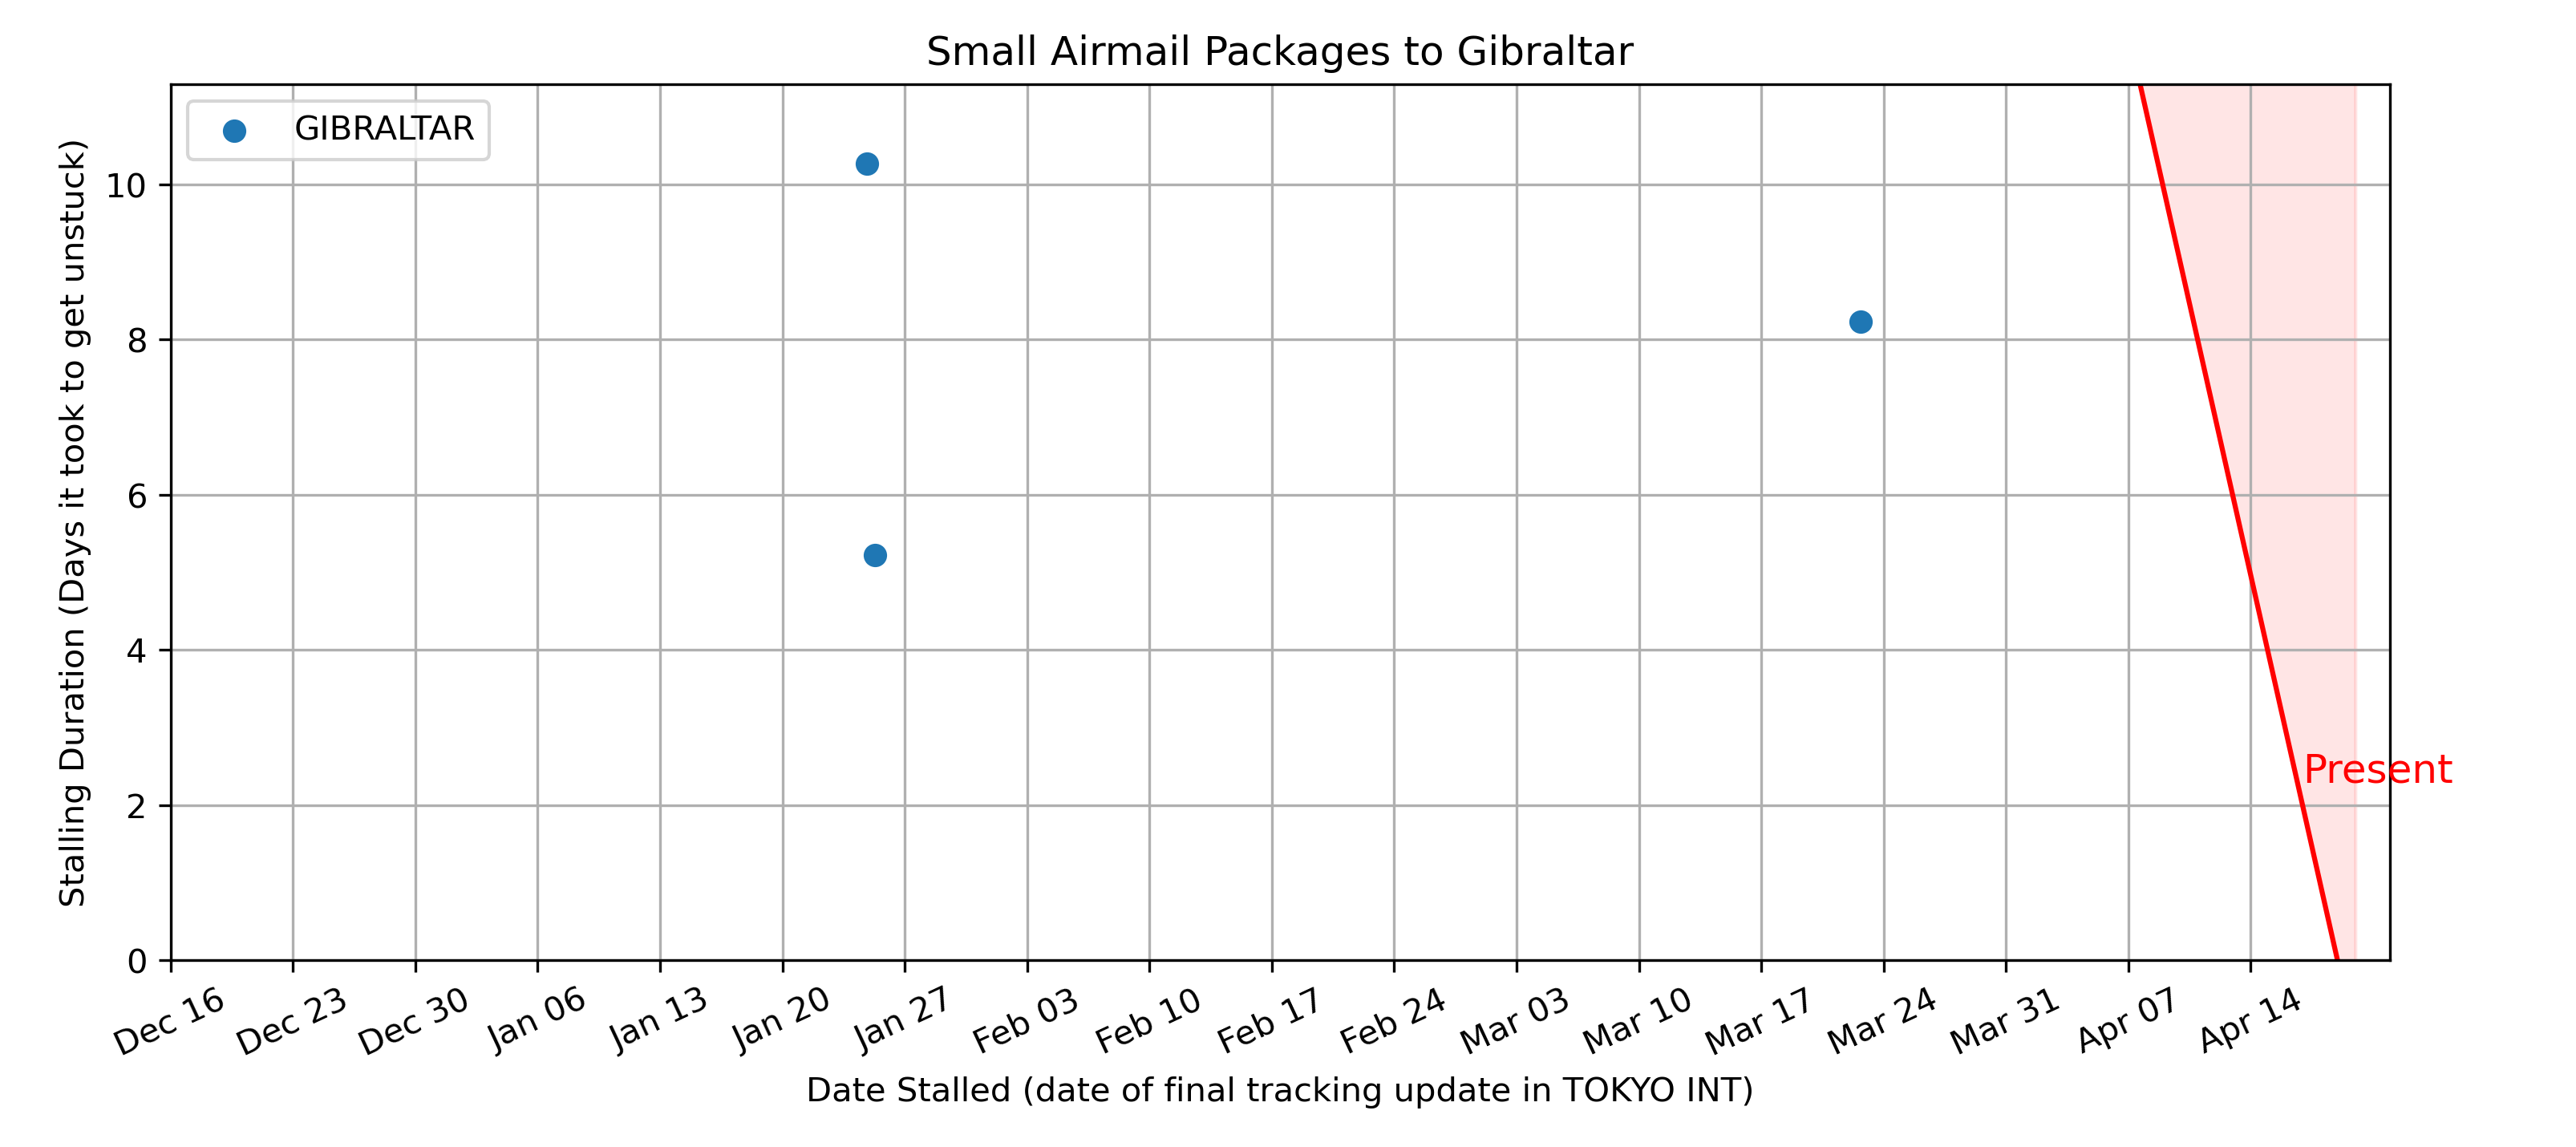 Small Airmail Packages to Gibraltar
GIBRALTAR
Stalling Duration (Days it took to get unstuck)
10
8
6
4
2
0
Present
Dec 16 Dec 23 Dec 30 Jan 06 Jan 13 Jan 20 Jan 27 Feb 03 Feb 10 Feb 17 Feb 24 Mar 03 Mar 10 Mar 17 Mar 24 Mar 31 Apr 07 Apr 14
Date Stalled (date of final tracking update in TOKYO INT)